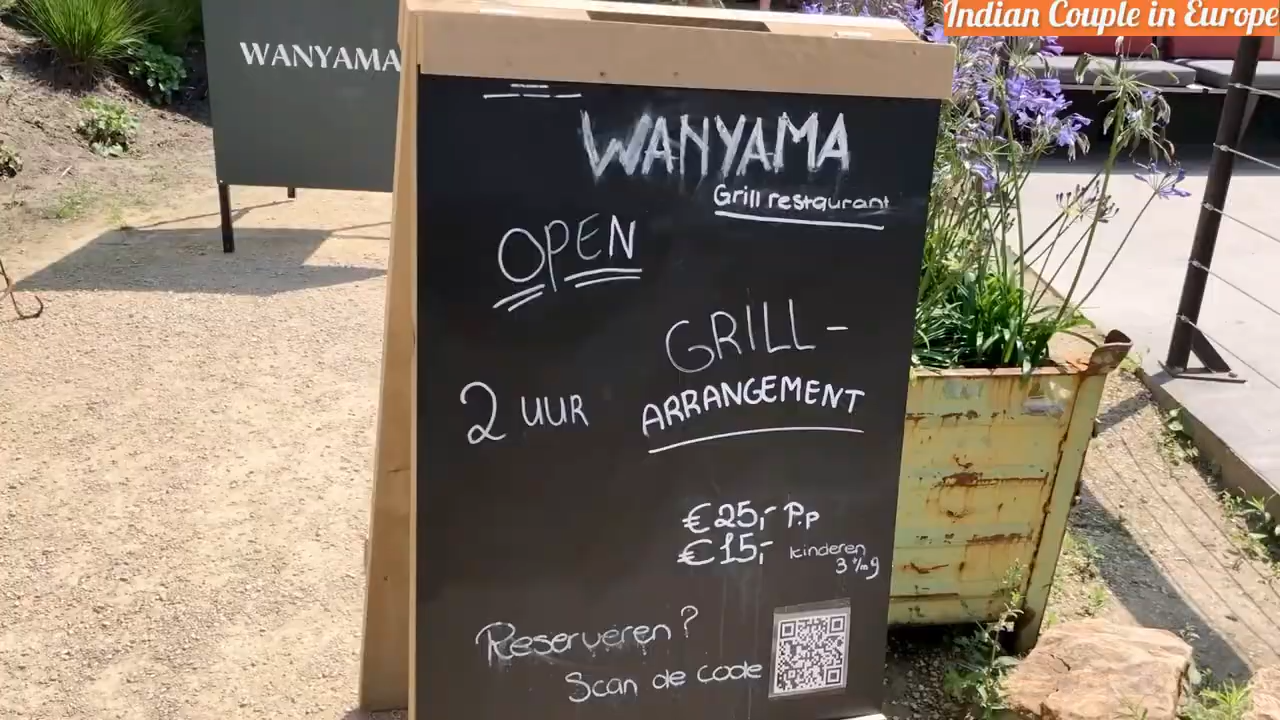 Indian Couple in Europe
WANYAMA
WANYAMA
Grill restaurant
OPEN
GRILL-
2 UUR ARRANGEMENT
€25,- P.p
€15,- kinderen
3 t/m 9
Reserveren?
Scan de code